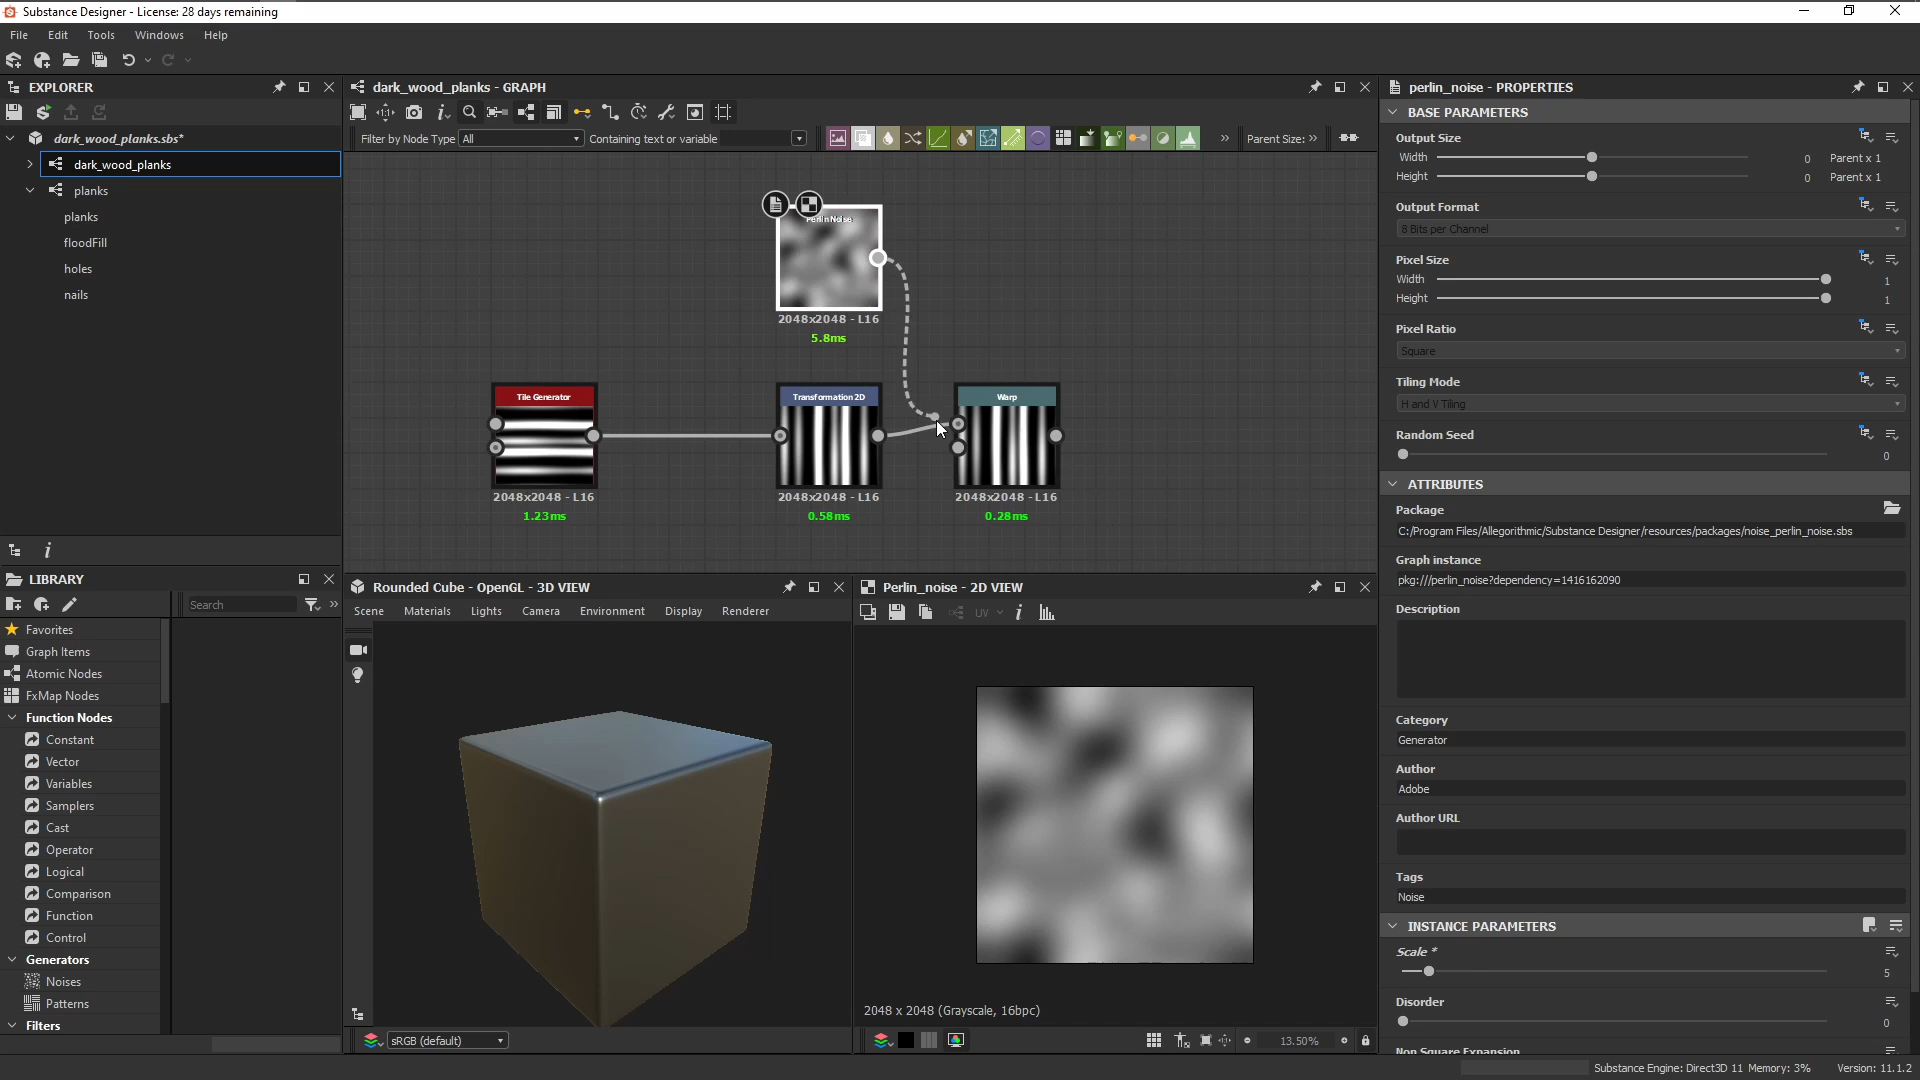 Substance Designer - License: 28 days remaining
File Edit Tools Windows Help
EXPLORER
dark_wood_planks.sbs*
dark_wood_planks
planks
planks
floodFill
holes
nails
LIBRARY
Search
Favorites
Graph Items
Atomic Nodes
FxMap Nodes
Function Nodes
Constant
Vector
Variables
Samplers
Cast
Operator
Logical
Comparison
Function
Control
Generators
Noises
Patterns
Filters
dark_wood_planks - GRAPH
Filter by Node Type All Containing text or variable
Parent Size:
Perlin Noise
2048x2048 - L16
5.8ms
Tile Generator
2048x2048 - L16
1.23ms
Transformation 2D
2048x2048 - L16
0.58ms
Warp
2048x2048 - L16
0.28ms
Rounded Cube - OpenGL - 3D VIEW
Scene Materials Lights Camera Environment Display Renderer
sRGB (default)
Perlin_noise - 2D VIEW
UV
2048 x 2048 (Grayscale, 16bpc)
13.50%
perlin_noise - PROPERTIES
BASE PARAMETERS
Output Size
Width 0 Parent x 1
Height 0 Parent x 1
Output Format
8 Bits per Channel
Pixel Size
Width 1
Height 1
Pixel Ratio
Square
Tiling Mode
H and V Tiling
Random Seed
0
ATTRIBUTES
Package
C:/Program Files/Allegorithmic/Substance Designer/resources/packages/noise_perlin_noise.sbs
Graph instance
pkg:///perlin_noise?dependency=1416162090
Description
Category
Generator
Author
Adobe
Author URL
Tags
Noise
INSTANCE PARAMETERS
Scale *
5
Disorder
0
Non Square Expansion
Substance Engine: Direct3D 11 Memory: 3% Version: 11.1.2